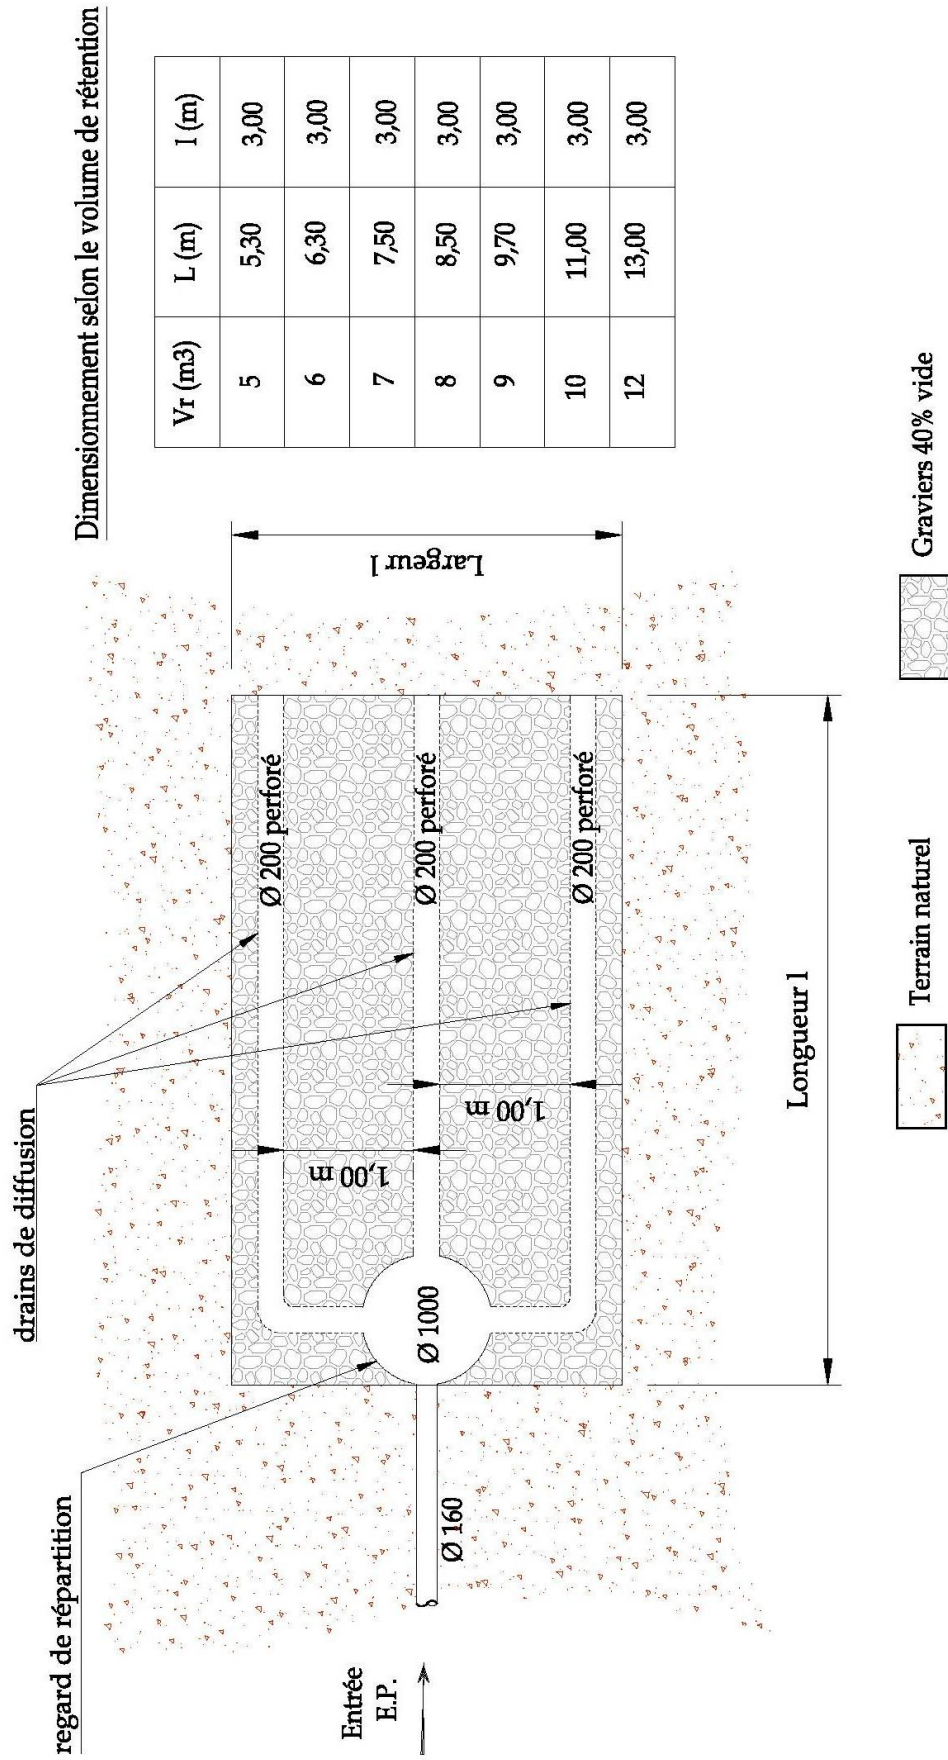 Dimensionnement selon le volume de rétention
Vr (m3) L (m) l (m)
5 5,30 3,00
6 6,30 3,00
7 7,50 3,00
8 8,50 3,00
9 9,70 3,00
10 11,00 3,00
12 13,00 3,00
drains de diffusion
regard de répartition
Ø 200 perforé
Ø 200 perforé
Ø 200 perforé
1,00 m
1,00 m
Ø 1000
Ø 160
Entrée
E.P.
Largeur l
Longueur l
Terrain naturel
Graviers 40% vide